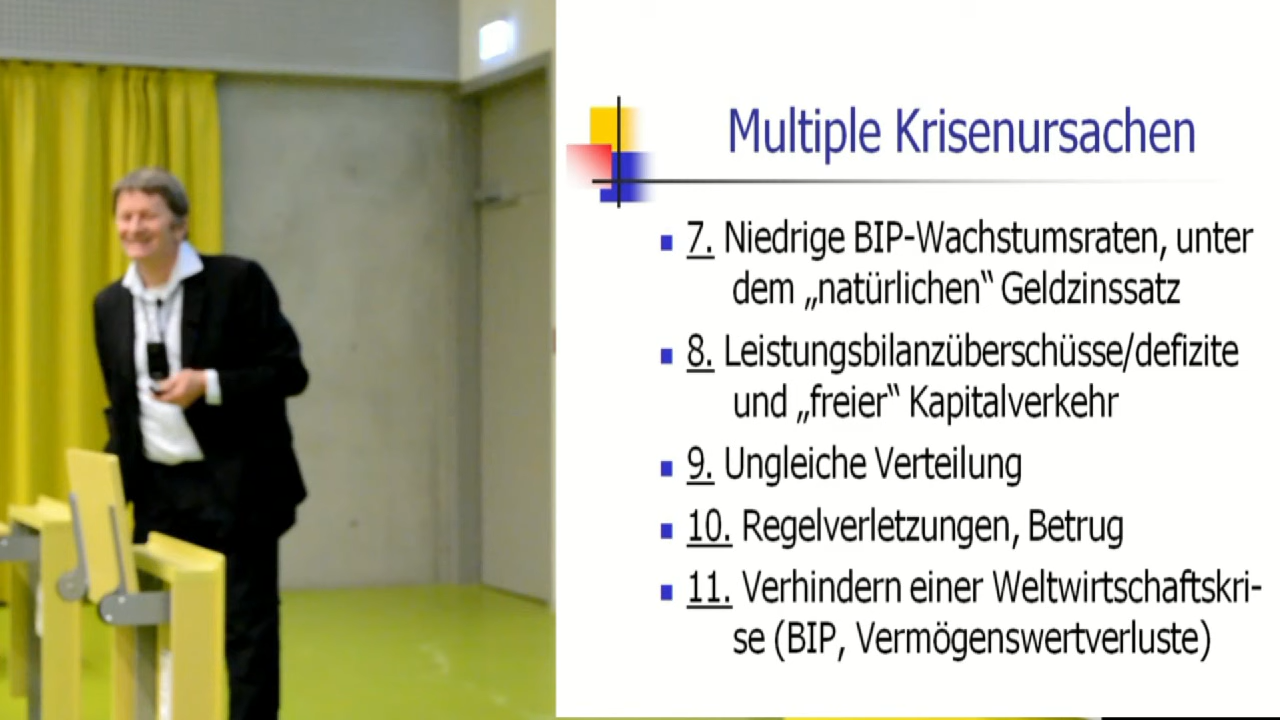 Multiple Krisenursachen
7. Niedrige BIP-Wachstumsraten, unter
dem „natürlichen“ Geldzinssatz
8. Leistungsbilanzüberschüsse/defizite
und „freier“ Kapitalverkehr
9. Ungleiche Verteilung
10. Regelverletzungen, Betrug
11. Verhindern einer Weltwirtschaftskri-
se (BIP, Vermögenswertverluste)